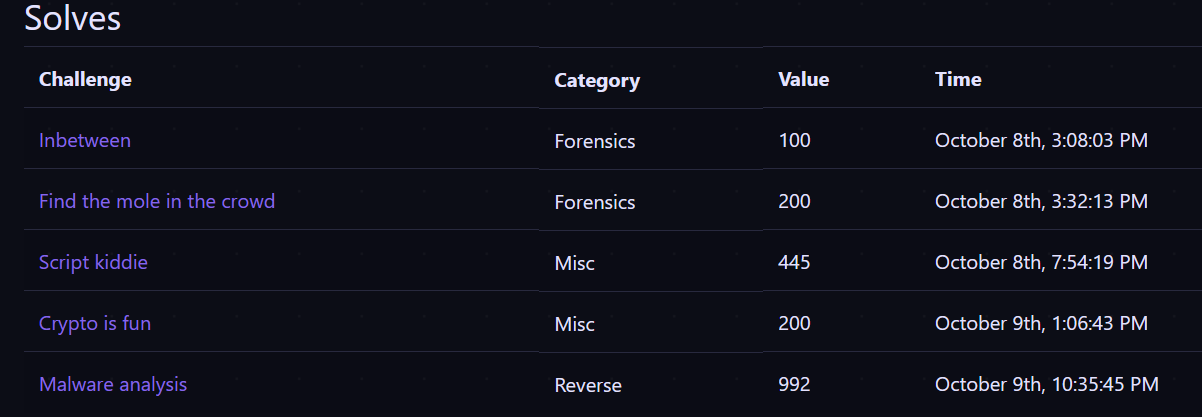 Solves
Challenge Category Value Time
Inbetween Forensics 100 October 8th, 3:08:03 PM
Find the mole in the crowd Forensics 200 October 8th, 3:32:13 PM
Script kiddie Misc 445 October 8th, 7:54:19 PM
Crypto is fun Misc 200 October 9th, 1:06:43 PM
Malware analysis Reverse 992 October 9th, 10:35:45 PM